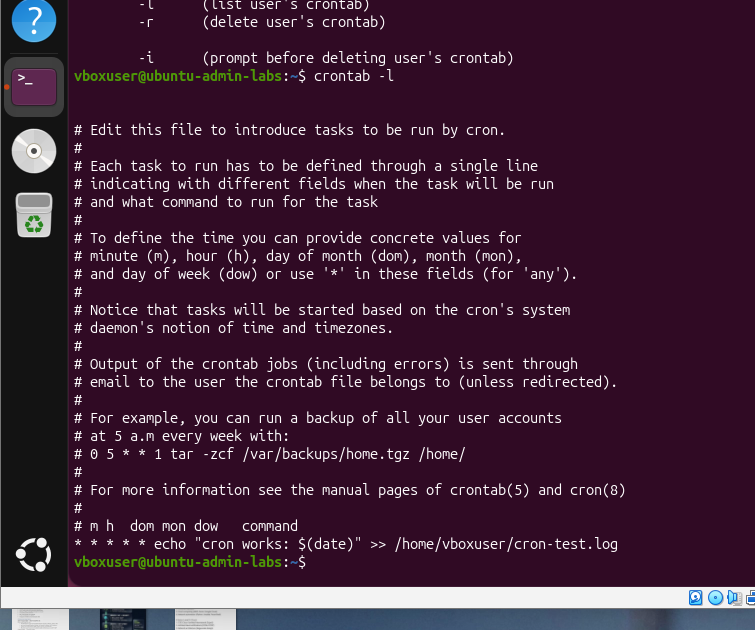 ?
-l (list user's crontab)
-r (delete user's crontab)
-i (prompt before deleting user's crontab)
>_
vboxuser@ubuntu-admin-labs:~$ crontab -l
# Edit this file to introduce tasks to be run by cron.
#
# Each task to run has to be defined through a single line
# indicating with different fields when the task will be run
# and what command to run for the task
#
# To define the time you can provide concrete values for
# minute (m), hour (h), day of month (dom), month (mon),
# and day of week (dow) or use '*' in these fields (for 'any').
#
# Notice that tasks will be started based on the cron's system
# daemon's notion of time and timezones.
#
# Output of the crontab jobs (including errors) is sent through
# email to the user the crontab file belongs to (unless redirected).
#
# For example, you can run a backup of all your user accounts
# at 5 a.m every week with:
# 0 5 * * 1 tar -zcf /var/backups/home.tgz /home/
#
# For more information see the manual pages of crontab(5) and cron(8)
#
# m h  dom mon dow   command
* * * * * echo "cron works: $(date)" >> /home/vboxuser/cron-test.log
vboxuser@ubuntu-admin-labs:~$